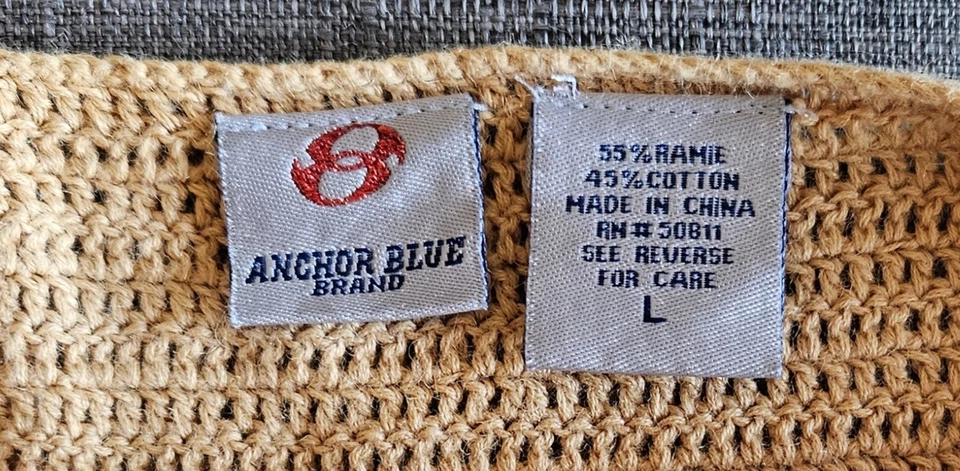 ANCHOR BLUE
BRAND
55%RAMIE
45%COTTON
MADE IN CHINA
RN#50811
SEE REVERSE
FOR CARE
L